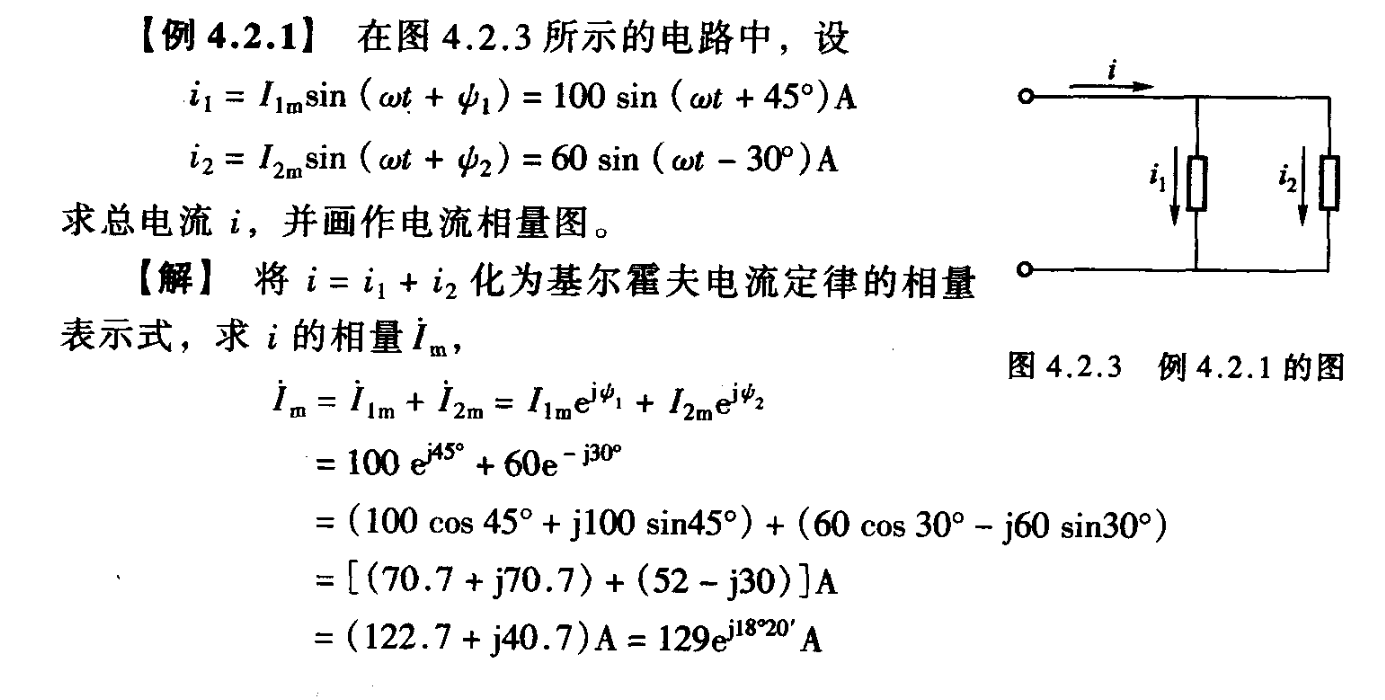 【例 4.2.1】 在图 4.2.3 所示的电路中，设
i₁ = I₁ₘsin（ωt + ψ₁）= 100 sin（ωt + 45°）A
i₂ = I₂ₘsin（ωt + ψ₂）= 60 sin（ωt − 30°）A
求总电流 i，并画作电流相量图。
【解】 将 i = i₁ + i₂ 化为基尔霍夫电流定律的相量
表示式，求 i 的相量 İₘ，
İₘ = İ₁ₘ + İ₂ₘ = I₁ₘe^{jψ₁} + I₂ₘe^{jψ₂}
= 100 e^{j45°} + 60e^{−j30°}
=（100 cos 45° + j100 sin45°）+（60 cos 30° − j60 sin30°）
= [（70.7 + j70.7）+（52 − j30）]A
=（122.7 + j40.7）A = 129e^{j18°20′} A
i
i₁
i₂
图 4.2.3 例 4.2.1 的图